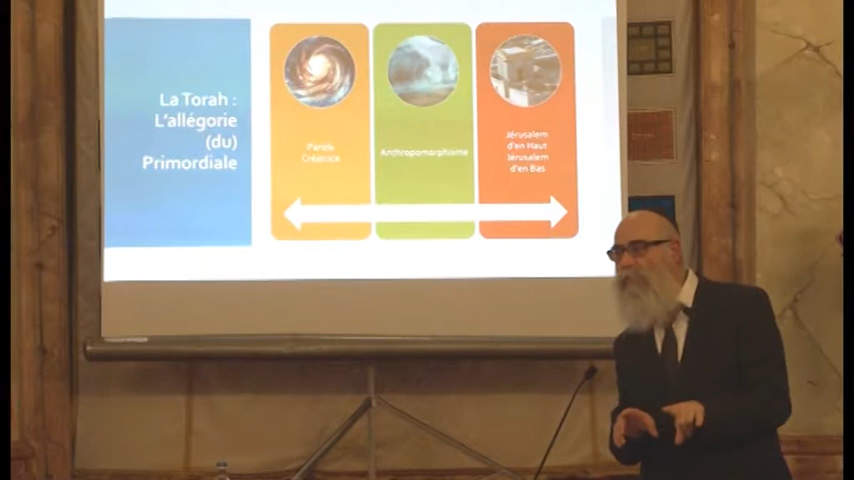 La Torah :
L'allégorie
(du)
Primordiale
Parole
Créatrice
Anthropomorphisme
Jérusalem
d'en Haut
Jérusalem
d'en Bas